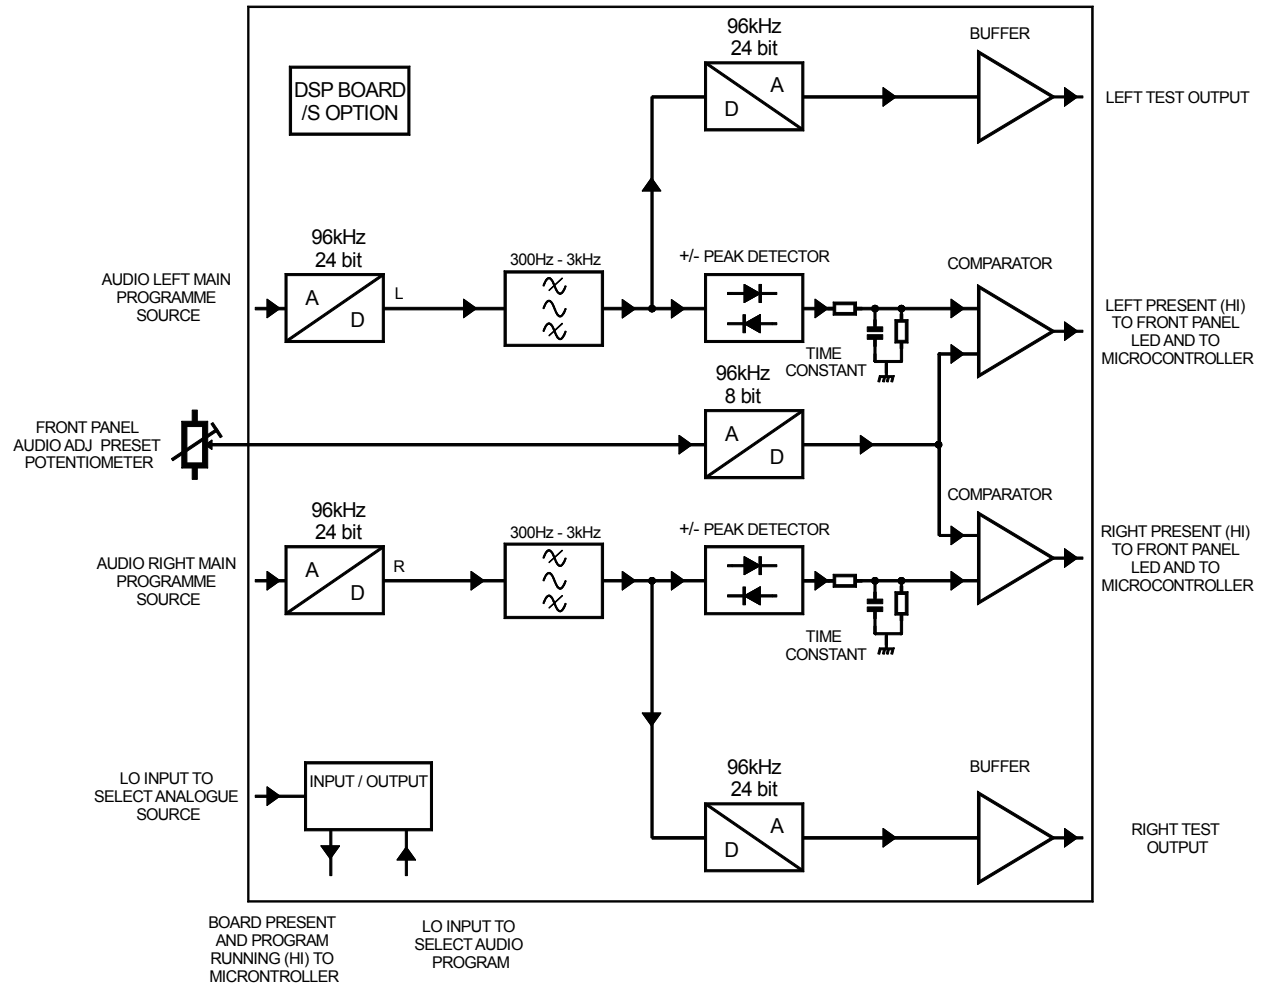 96kHz
24 bit
A
D
BUFFER
LEFT TEST OUTPUT
DSP BOARD
/S OPTION
AUDIO LEFT MAIN
PROGRAMME
SOURCE
96kHz
24 bit
A
D
L
300Hz - 3kHz
+/- PEAK DETECTOR
TIME
CONSTANT
COMPARATOR
LEFT PRESENT (HI)
TO FRONT PANEL
LED AND TO
MICROCONTROLLER
FRONT PANEL
AUDIO ADJ PRESET
POTENTIOMETER
96kHz
8 bit
A
D
AUDIO RIGHT MAIN
PROGRAMME
SOURCE
96kHz
24 bit
A
D
R
300Hz - 3kHz
+/- PEAK DETECTOR
TIME
CONSTANT
COMPARATOR
RIGHT PRESENT (HI)
TO FRONT PANEL
LED AND TO
MICROCONTROLLER
LO INPUT TO
SELECT ANALOGUE
SOURCE
INPUT / OUTPUT
96kHz
24 bit
A
D
BUFFER
RIGHT TEST
OUTPUT
BOARD PRESENT
AND PROGRAM
RUNNING (HI) TO
MICRONTROLLER
LO INPUT TO
SELECT AUDIO
PROGRAM